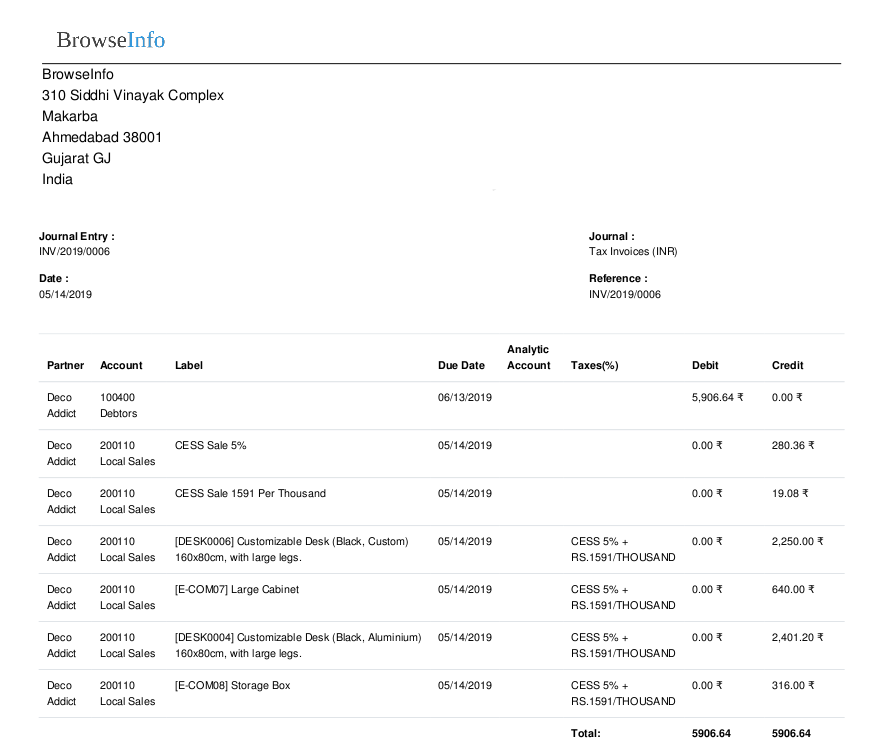 BrowseInfo
BrowseInfo
310 Siddhi Vinayak Complex
Makarba
Ahmedabad 38001
Gujarat GJ
India
Journal Entry : Journal :
INV/2019/0006 Tax Invoices (INR)
Date : Reference :
05/14/2019 INV/2019/0006
Analytic
Partner Account Label Due Date Account Taxes(%) Debit Credit
Deco 100400 06/13/2019 5,906.64 ₹ 0.00 ₹
Addict Debtors
Deco 200110 CESS Sale 5% 05/14/2019 0.00 ₹ 280.36 ₹
Addict Local Sales
Deco 200110 CESS Sale 1591 Per Thousand 05/14/2019 0.00 ₹ 19.08 ₹
Addict Local Sales
Deco 200110 [DESK0006] Customizable Desk (Black, Custom) 05/14/2019 CESS 5% + 0.00 ₹ 2,250.00 ₹
Addict Local Sales 160x80cm, with large legs. RS.1591/THOUSAND
Deco 200110 [E-COM07] Large Cabinet 05/14/2019 CESS 5% + 0.00 ₹ 640.00 ₹
Addict Local Sales RS.1591/THOUSAND
Deco 200110 [DESK0004] Customizable Desk (Black, Aluminium) 05/14/2019 CESS 5% + 0.00 ₹ 2,401.20 ₹
Addict Local Sales 160x80cm, with large legs. RS.1591/THOUSAND
Deco 200110 [E-COM08] Storage Box 05/14/2019 CESS 5% + 0.00 ₹ 316.00 ₹
Addict Local Sales RS.1591/THOUSAND
Total: 5906.64 5906.64